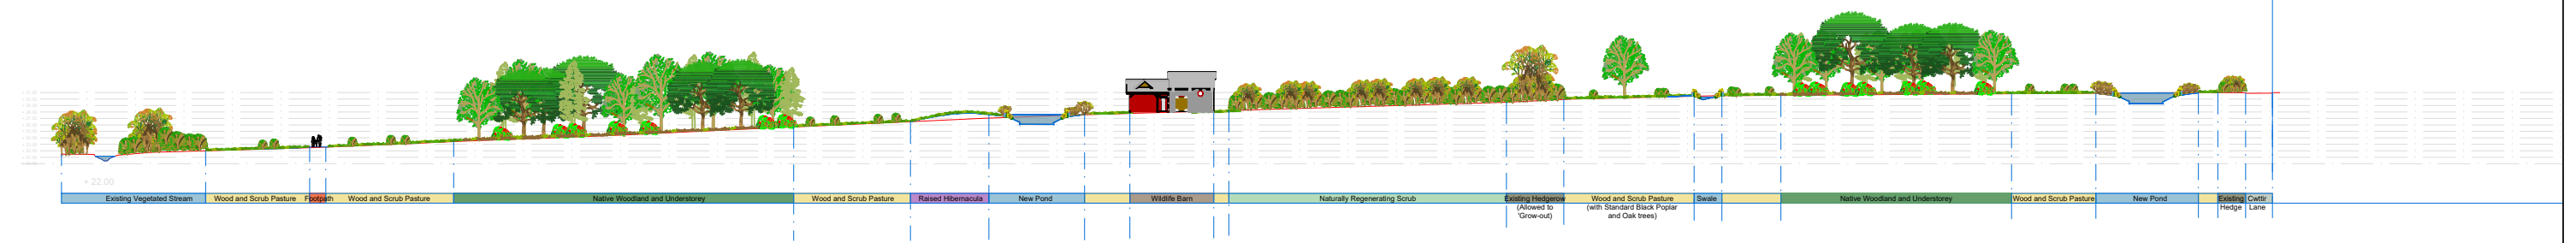 + 22.00
Existing Vegetated Stream
Wood and Scrub Pasture
Footpath
Wood and Scrub Pasture
Native Woodland and Understorey
Wood and Scrub Pasture
Raised Hibernacula
New Pond
Wildlife Barn
Naturally Regenerating Scrub
Existing Hedgerow
(Allowed to
'Grow-out)
Wood and Scrub Pasture
(with Standard Black Poplar
and Oak trees)
Swale
Native Woodland and Understorey
Wood and Scrub Pasture
New Pond
Existing
Hedge
Cwttir
Lane